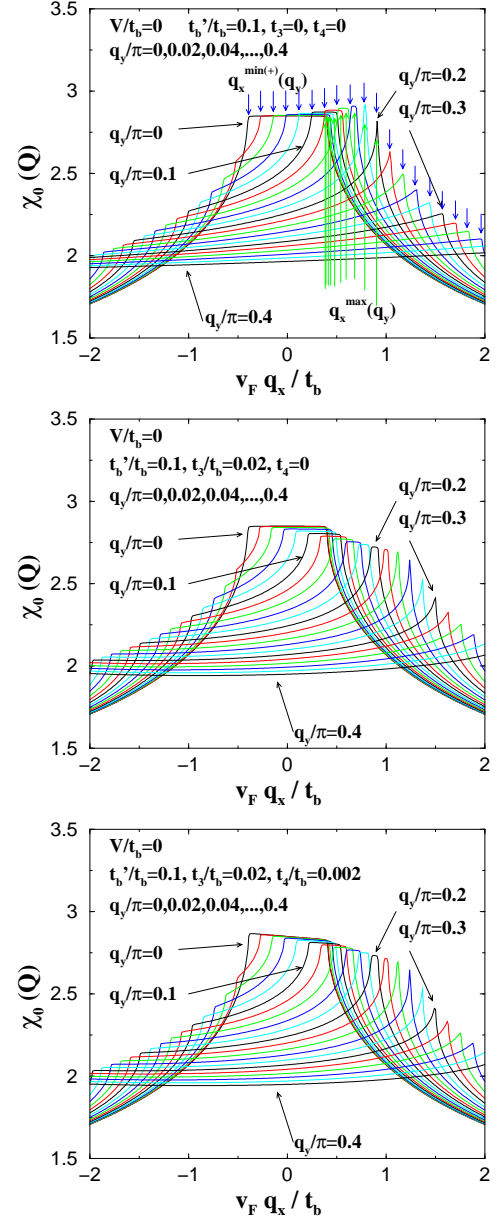 V/t_b=0 t_b'/t_b=0.1, t_3=0, t_4=0
q_y/π=0,0.02,0.04,...,0.4
q_x^min(+)(q_y)
q_y/π=0.2
q_y/π=0.3
q_y/π=0
q_y/π=0.1
q_y/π=0.4
q_x^max(q_y)
χ_0 (Q)
3.5
3
2.5
2
1.5
−2 −1 0 1 2
v_F q_x / t_b
V/t_b=0
t_b'/t_b=0.1, t_3/t_b=0.02, t_4=0
q_y/π=0,0.02,0.04,...,0.4
q_y/π=0.2
q_y/π=0.3
q_y/π=0
q_y/π=0.1
q_y/π=0.4
χ_0 (Q)
3.5
3
2.5
2
1.5
−2 −1 0 1 2
v_F q_x / t_b
V/t_b=0
t_b'/t_b=0.1, t_3/t_b=0.02, t_4/t_b=0.002
q_y/π=0,0.02,0.04,...,0.4
q_y/π=0.2
q_y/π=0.3
q_y/π=0
q_y/π=0.1
q_y/π=0.4
χ_0 (Q)
3.5
3
2.5
2
1.5
−2 −1 0 1 2
v_F q_x / t_b